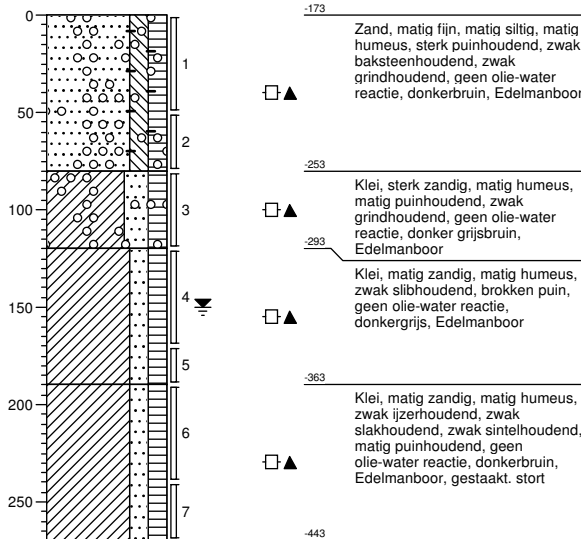 0
50
100
150
200
250
1
2
3
4
5
6
7
-173
Zand, matig fijn, matig siltig, matig
humeus, sterk puinhoudend, zwak
baksteenhoudend, zwak
grindhoudend, geen olie-water
reactie, donkerbruin, Edelmanboor
-253
Klei, sterk zandig, matig humeus,
matig puinhoudend, zwak
grindhoudend, geen olie-water
reactie, donker grijsbruin,
Edelmanboor
-293
Klei, matig zandig, matig humeus,
zwak slibhoudend, brokken puin,
geen olie-water reactie,
donkergrijs, Edelmanboor
-363
Klei, matig zandig, matig humeus,
zwak ijzerhoudend, zwak
slakhoudend, zwak sintelhoudend,
matig puinhoudend, geen
olie-water reactie, donkerbruin,
Edelmanboor, gestaakt. stort
-443